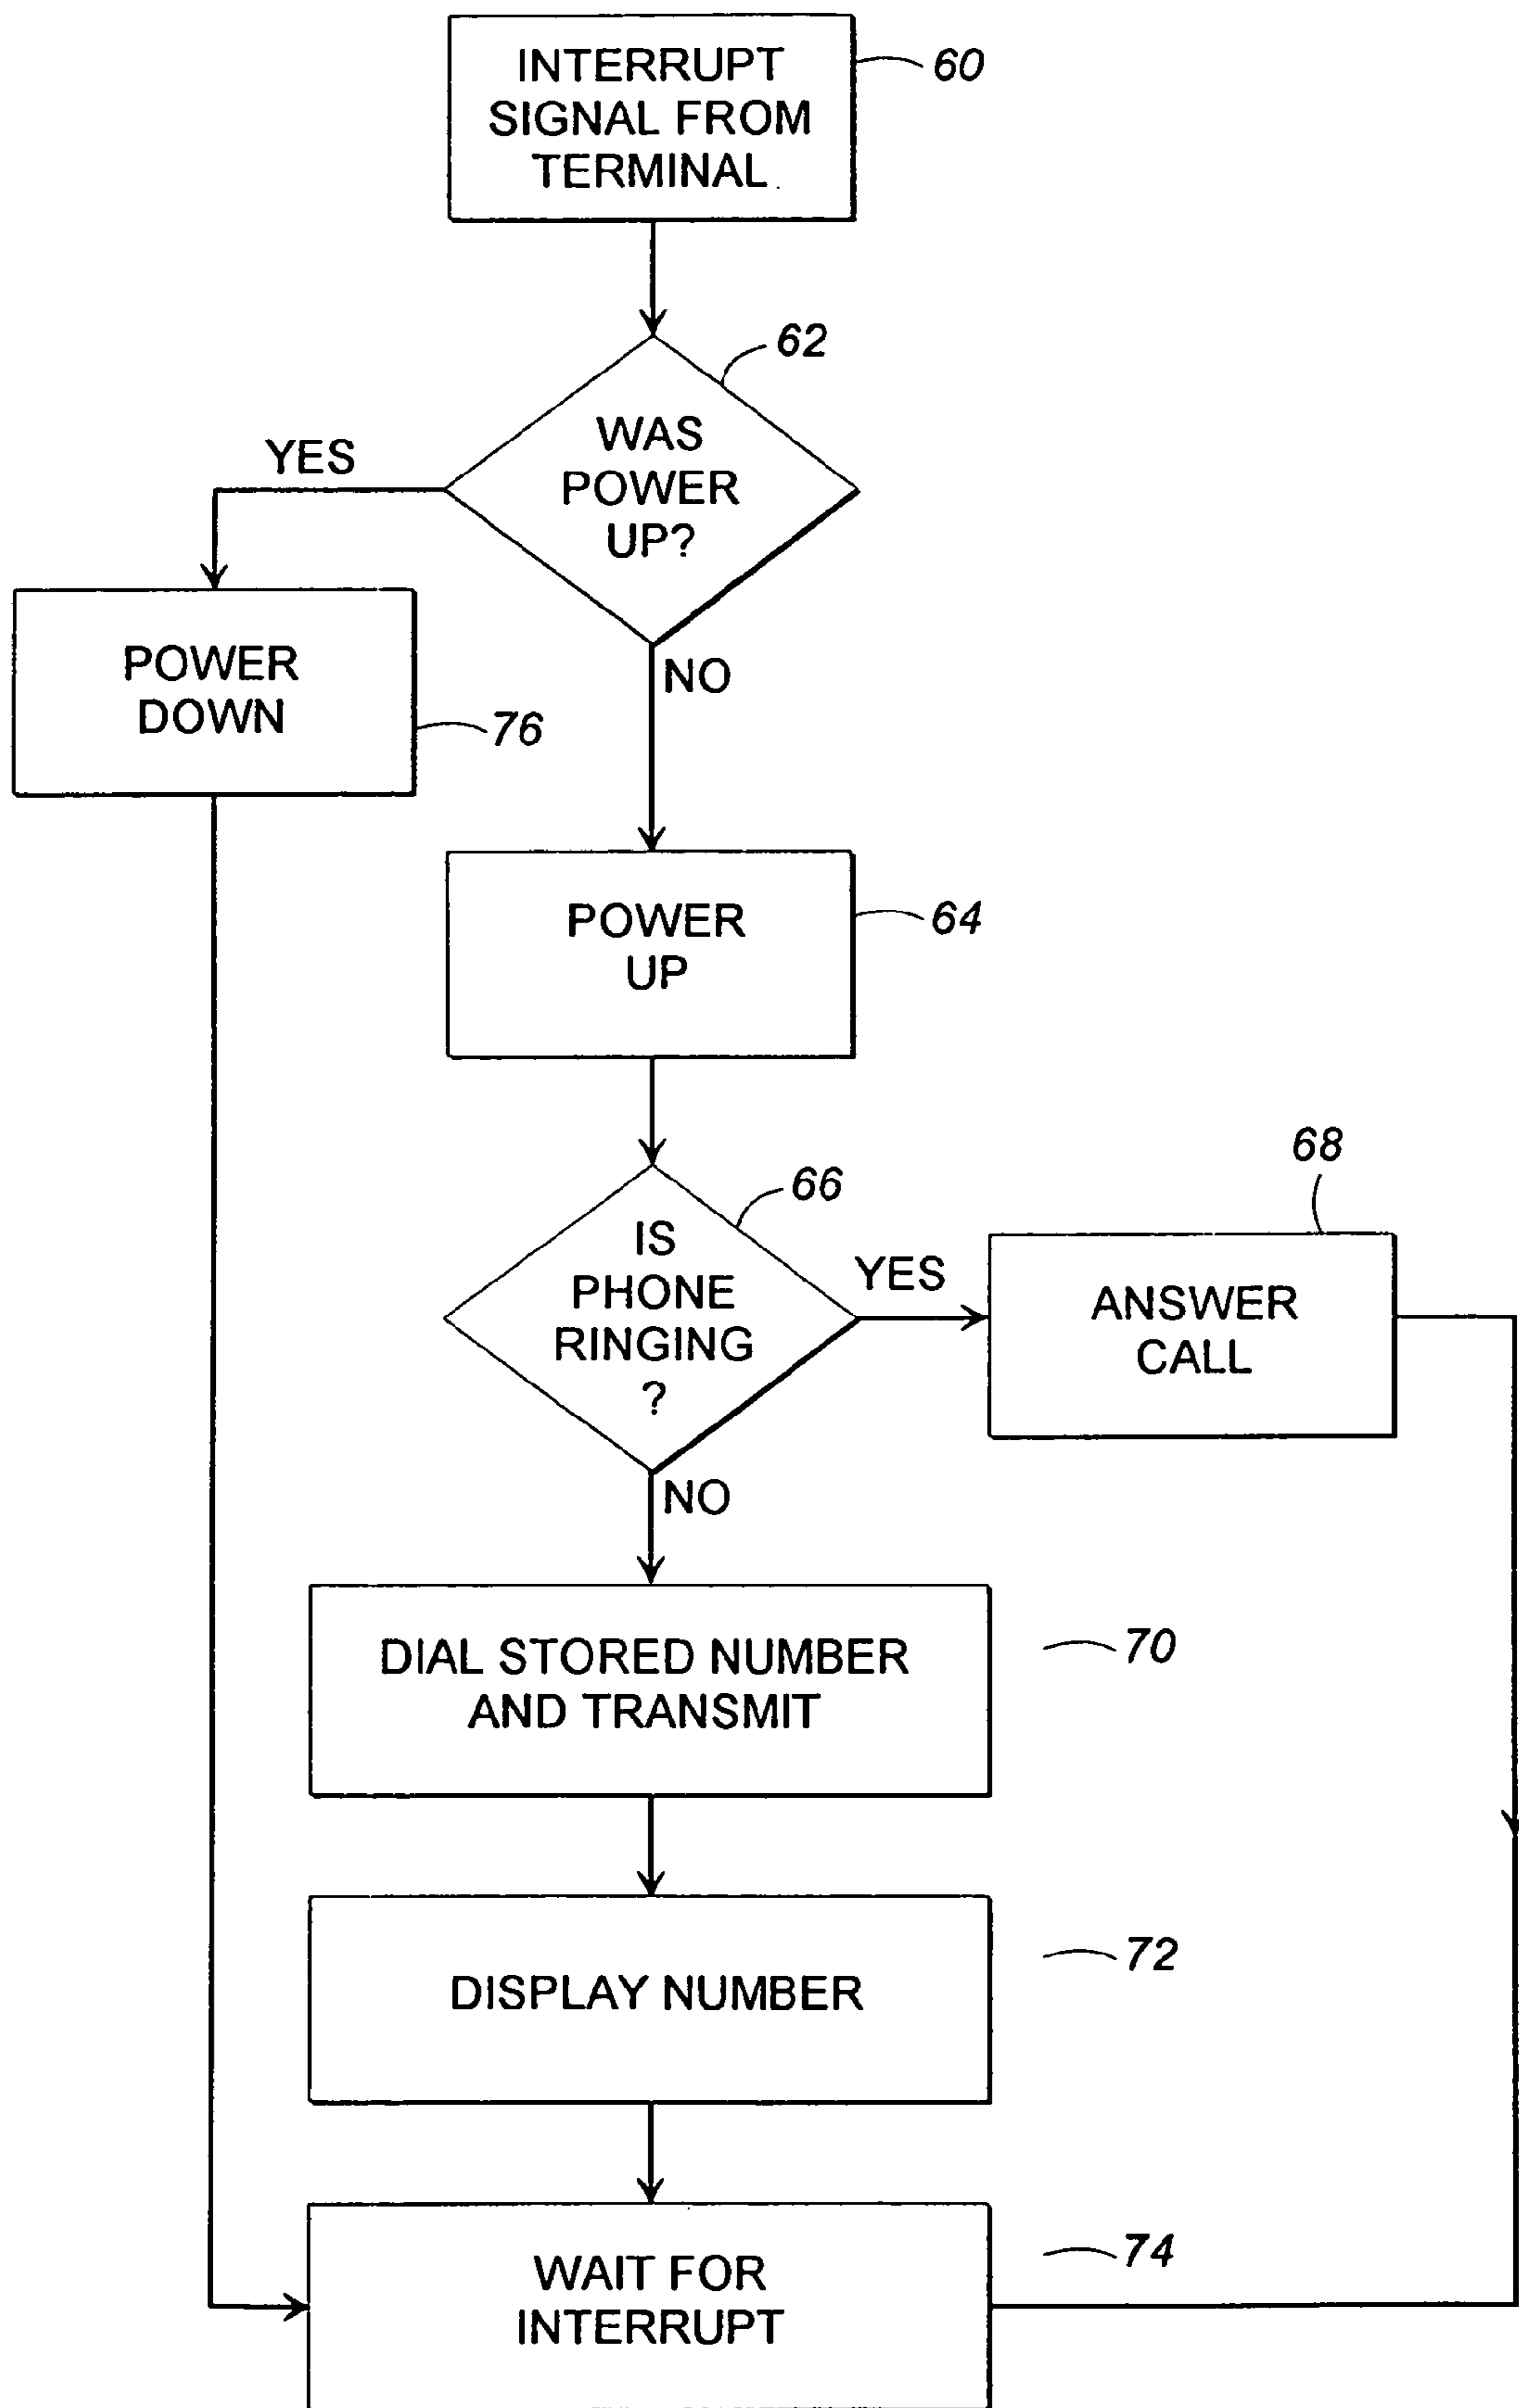 INTERRUPT
SIGNAL FROM
TERMINAL
60
62
WAS
POWER
UP?
YES
NO
POWER
DOWN
76
POWER
UP
64
66
IS
PHONE
RINGING
?
YES
68
ANSWER
CALL
NO
DIAL STORED NUMBER
AND TRANSMIT
70
DISPLAY NUMBER
72
WAIT FOR
INTERRUPT
74